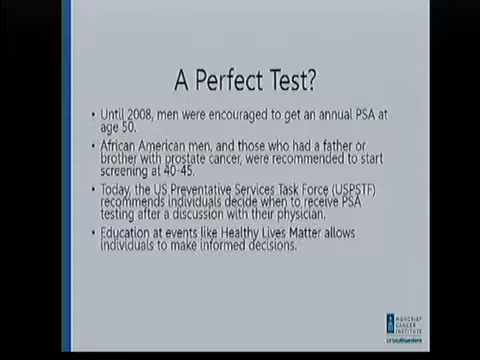 A Perfect Test?
• Until 2008, men were encouraged to get an annual PSA at
age 50.
• African American men, and those who had a father or
brother with prostate cancer, were recommended to start
screening at 40-45.
• Today, the US Preventative Services Task Force (USPSTF)
recommends individuals decide when to receive PSA
testing after a discussion with their physician.
• Education at events like Healthy Lives Matter allows
individuals to make informed decisions.
MONCRIEF
CANCER
INSTITUTE
UTSouthwestern